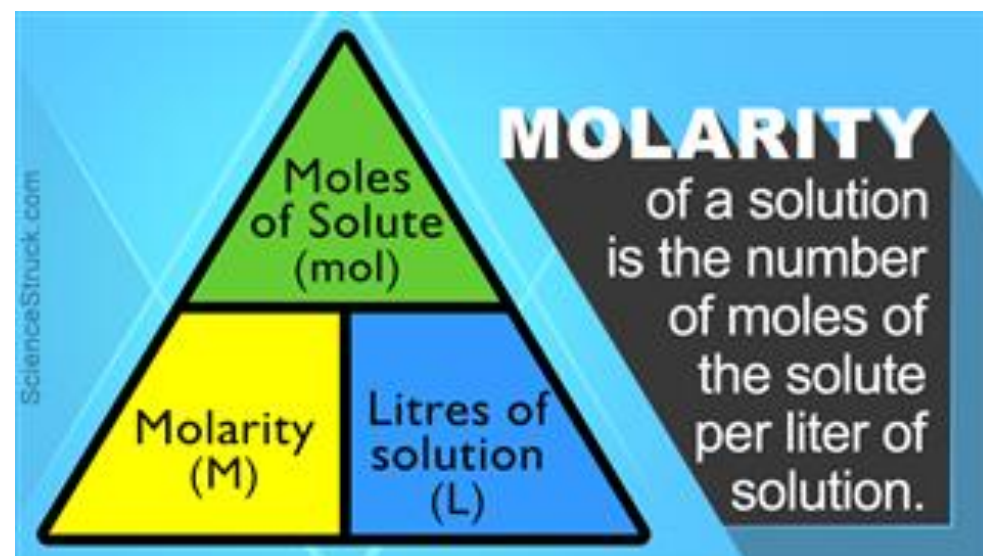 ScienceStruck.com
Moles
of Solute
(mol)
Molarity
(M)
Litres of
solution
(L)
MOLARITY
of a solution
is the number
of moles of
the solute
per liter of
solution.